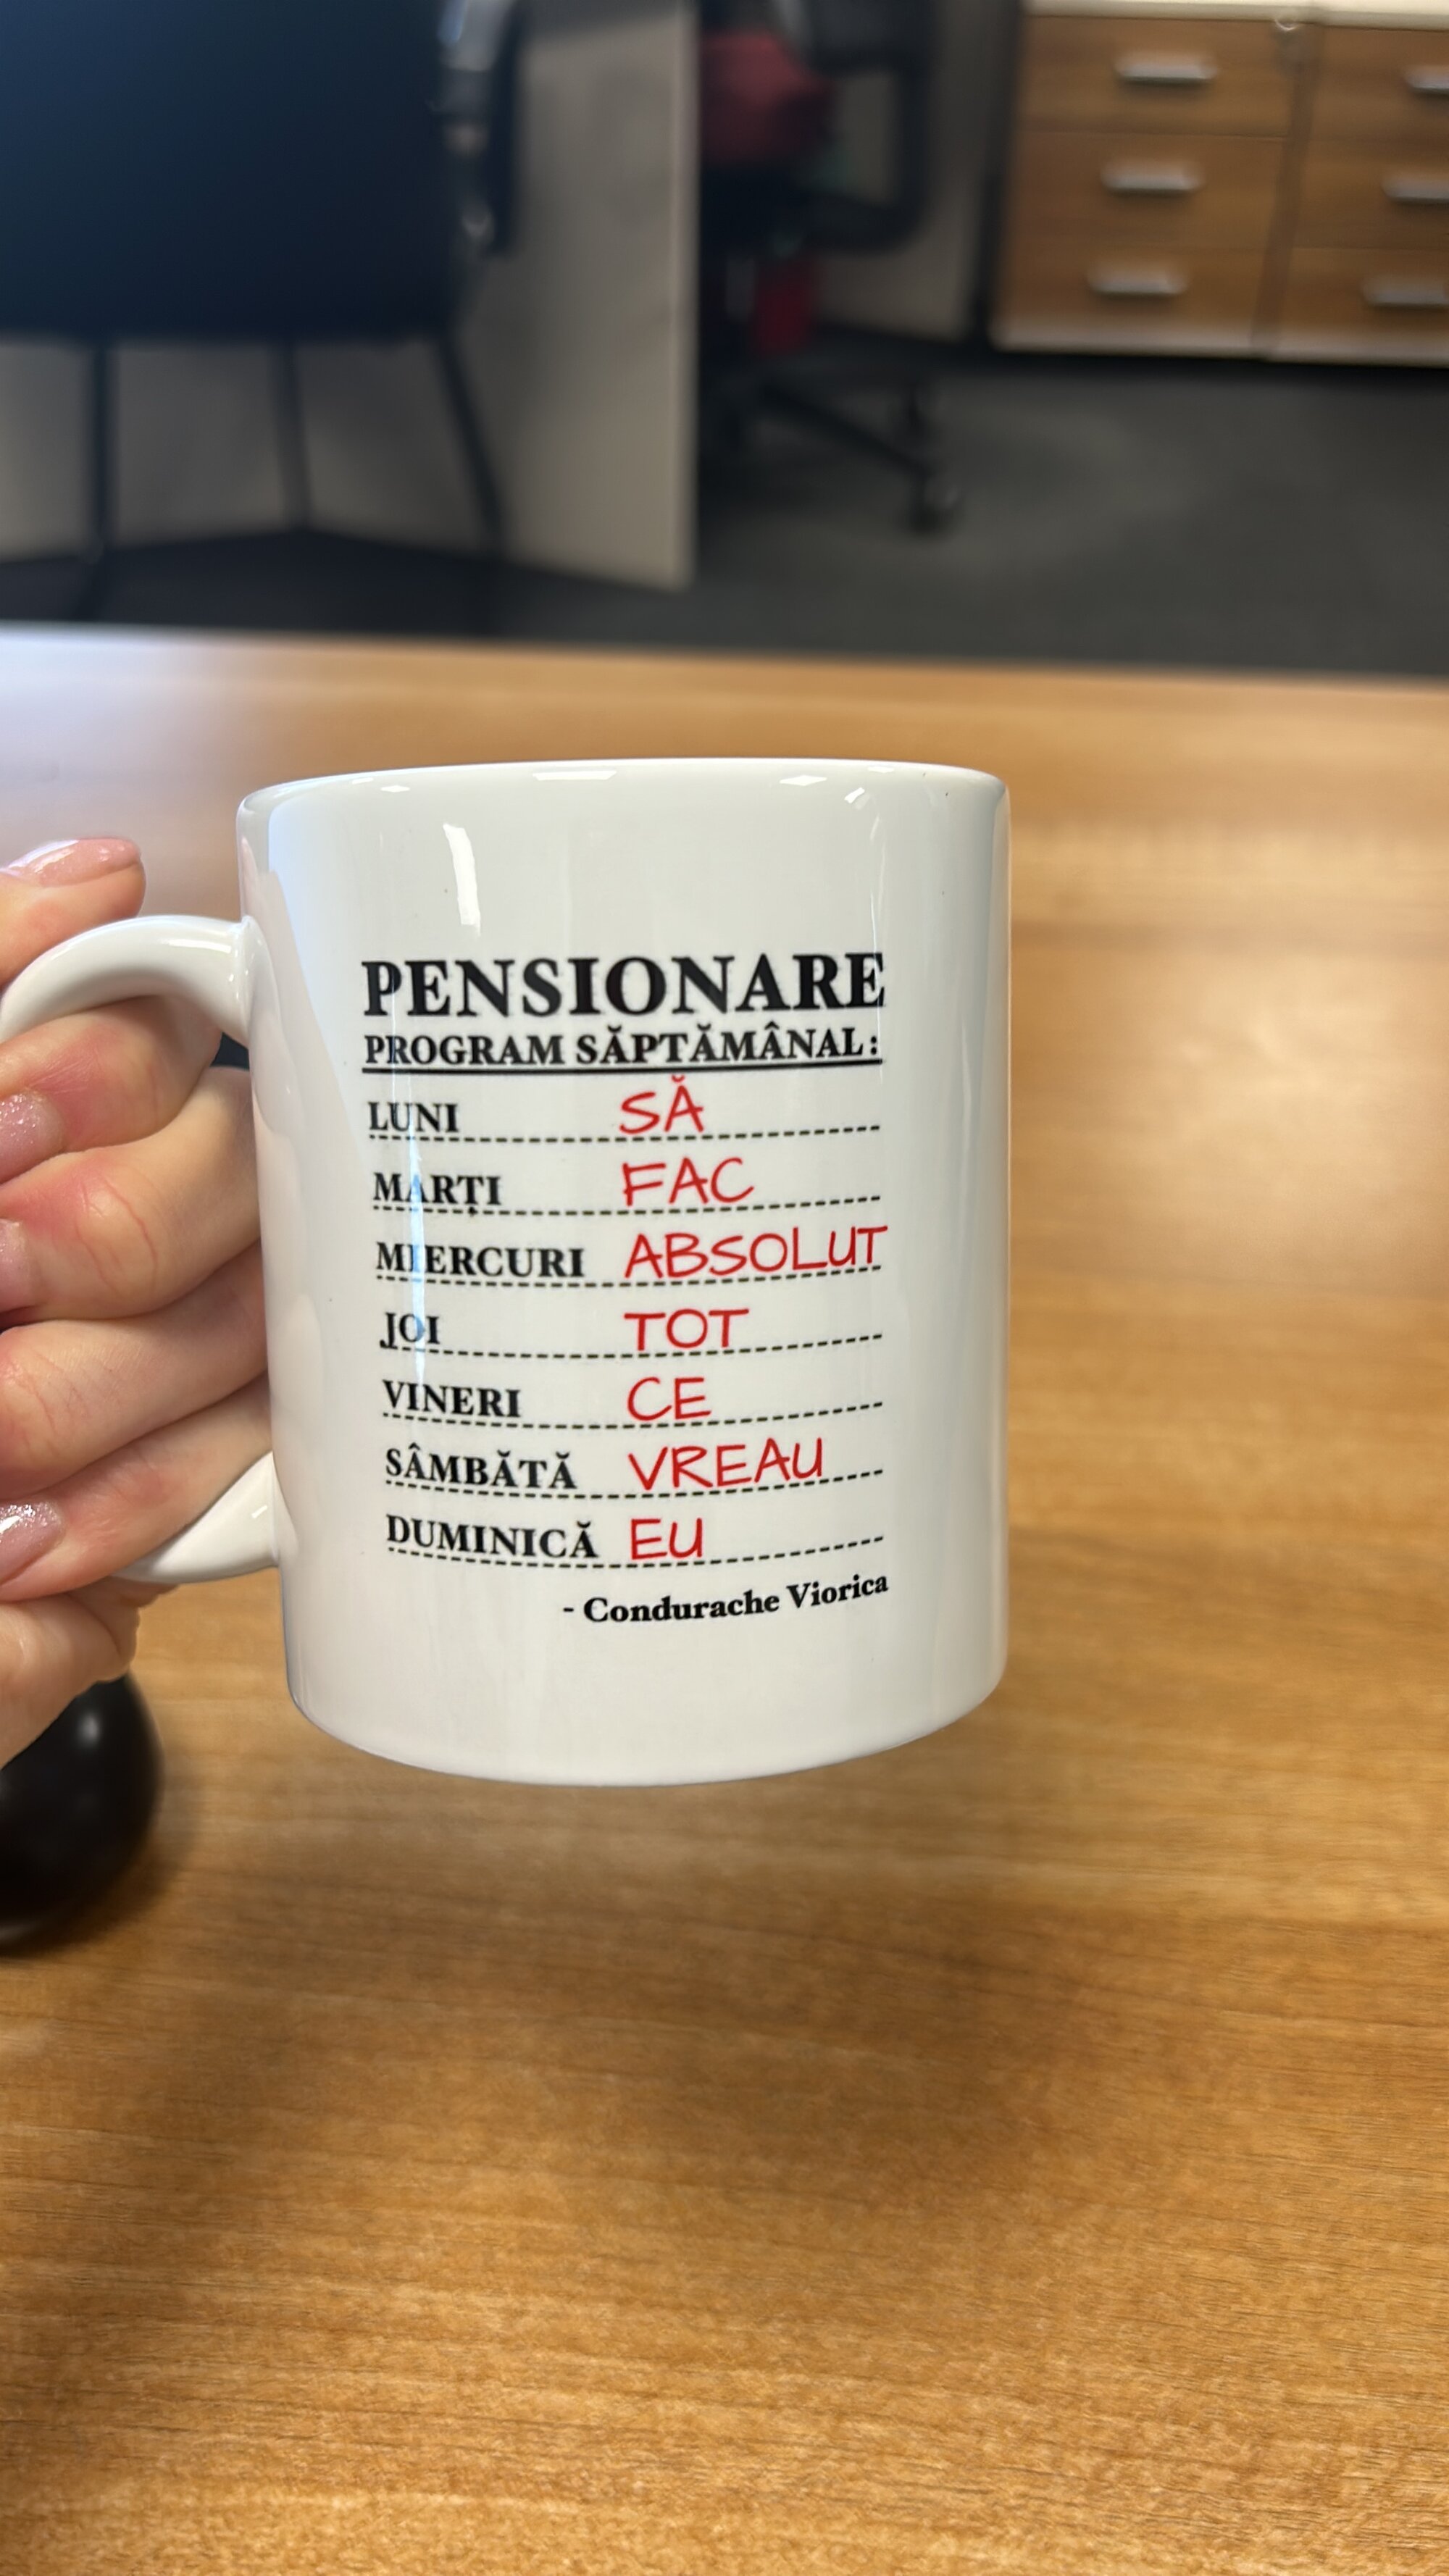 PENSIONARE
PROGRAM SĂPTĂMÂNAL:
LUNI SĂ
MARȚI FAC
MIERCURI ABSOLUT
JOI TOT
VINERI CE
SÂMBĂTĂ VREAU
DUMINICĂ EU
- Condurache Viorica